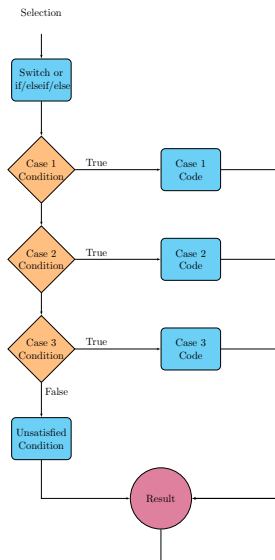 Selection
Switch or
if/elseif/else
Case 1
Condition
True
Case 1
Code
Case 2
Condition
True
Case 2
Code
Case 3
Condition
True
Case 3
Code
False
Unsatisfied
Condition
Result